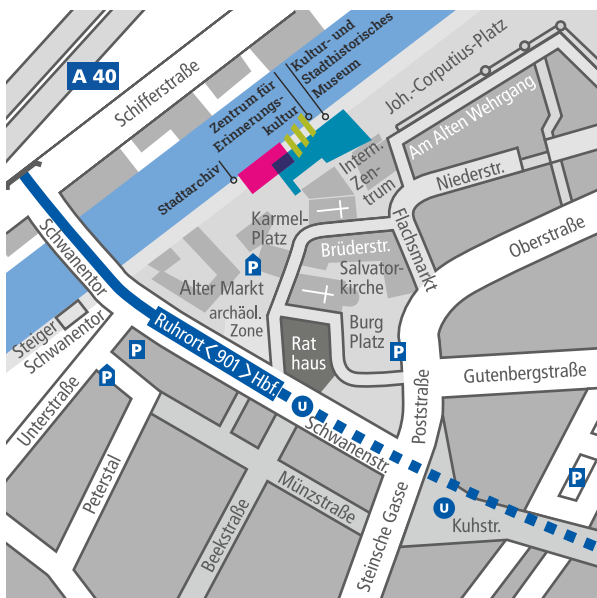 A 40
Schifferstraße
Kultur- und
Stadthistorisches
Museum
Zentrum für
Erinnerungs-
kultur
Stadtarchiv
Joh.-Corputius-Platz
Am Alten Wehrgang
Intern.
Zen-
trum
Niederstr.
Karmel-
Platz
Flachsmarkt
Oberstraße
Brüderstr.
Salvator-
kirche
P
Alter Markt
archäol.
Zone
Schwanentor
Steiger
Schwanentor
Ruhrort <901> Hbf.
Rat
haus
Burg
Platz
P
P
P
Unterstraße
Gutenbergstraße
Poststraße
U
Schwanenstr.
Peterstal
Münzstraße
Beekstraße
Steinsche Gasse
U
Kuhstr.
P